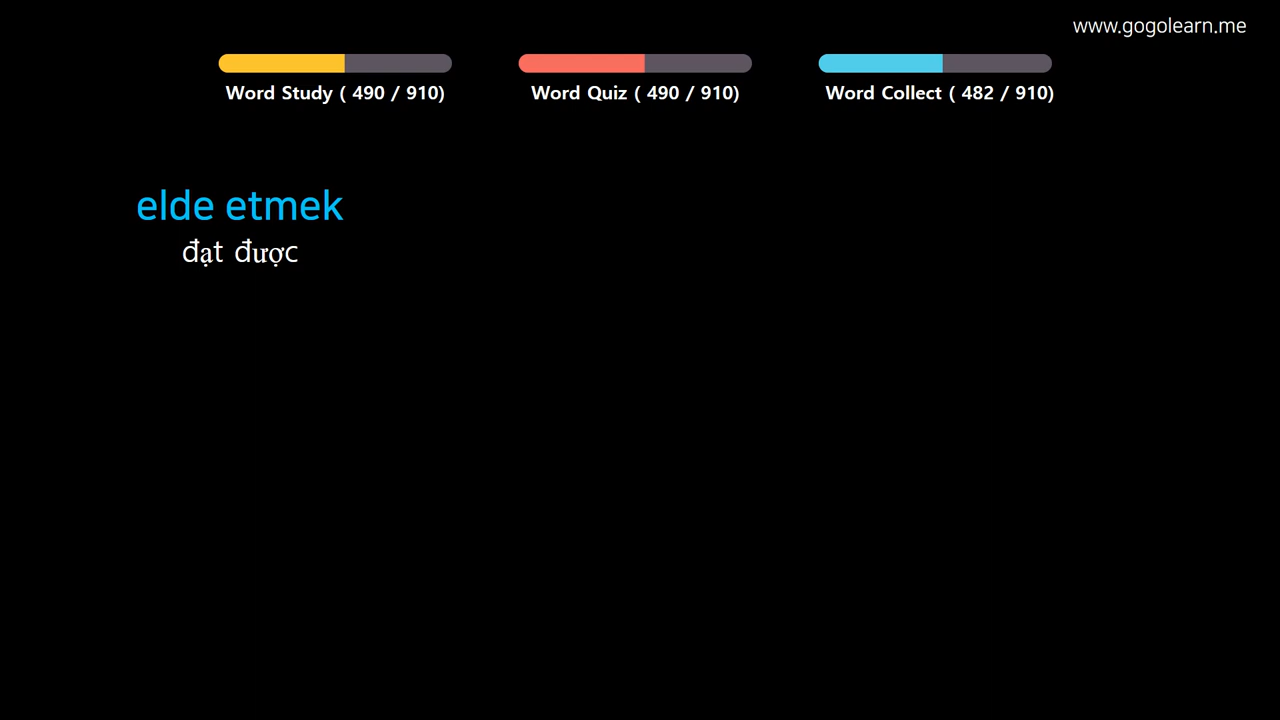 www.gogolearn.me
Word Study ( 490 / 910)
Word Quiz ( 490 / 910)
Word Collect ( 482 / 910)
elde etmek
đạt được